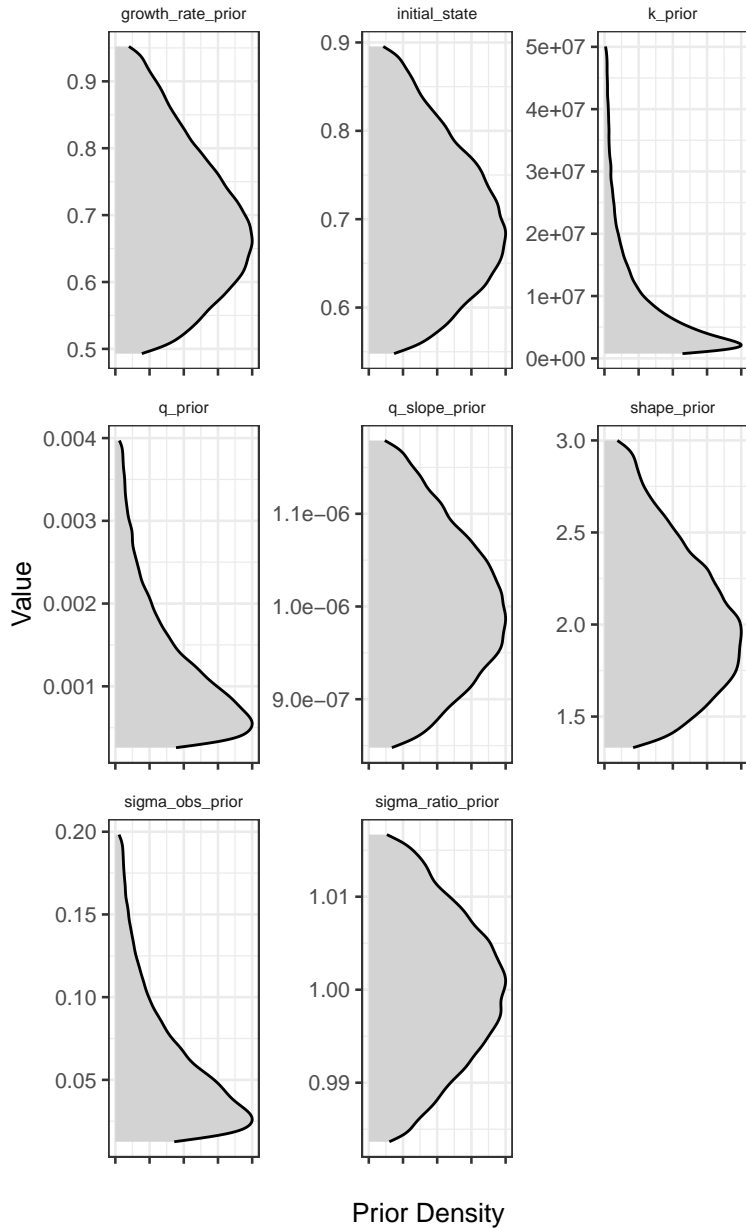 growth_rate_prior
0.9
0.8
0.7
0.6
0.5
initial_state
0.9
0.8
0.7
0.6
k_prior
5e+07
4e+07
3e+07
2e+07
1e+07
0e+00
q_prior
0.004
0.003
0.002
0.001
q_slope_prior
1.1e−06
1.0e−06
9.0e−07
shape_prior
3.0
2.5
2.0
1.5
sigma_obs_prior
0.20
0.15
0.10
0.05
sigma_ratio_prior
1.01
1.00
0.99
Value
Prior Density